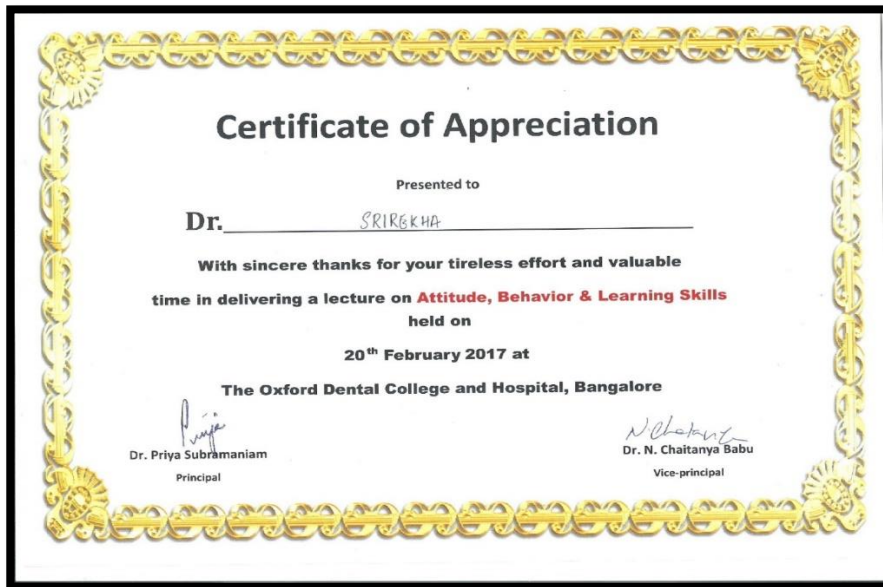 Certificate of Appreciation
Presented to
Dr. SRIREKHA
With sincere thanks for your tireless effort and valuable
time in delivering a lecture on Attitude, Behavior & Learning Skills
held on
20th February 2017 at
The Oxford Dental College and Hospital, Bangalore
Priya
N Chaitanya
Dr. Priya Subramaniam
Dr. N. Chaitanya Babu
Principal
Vice-principal